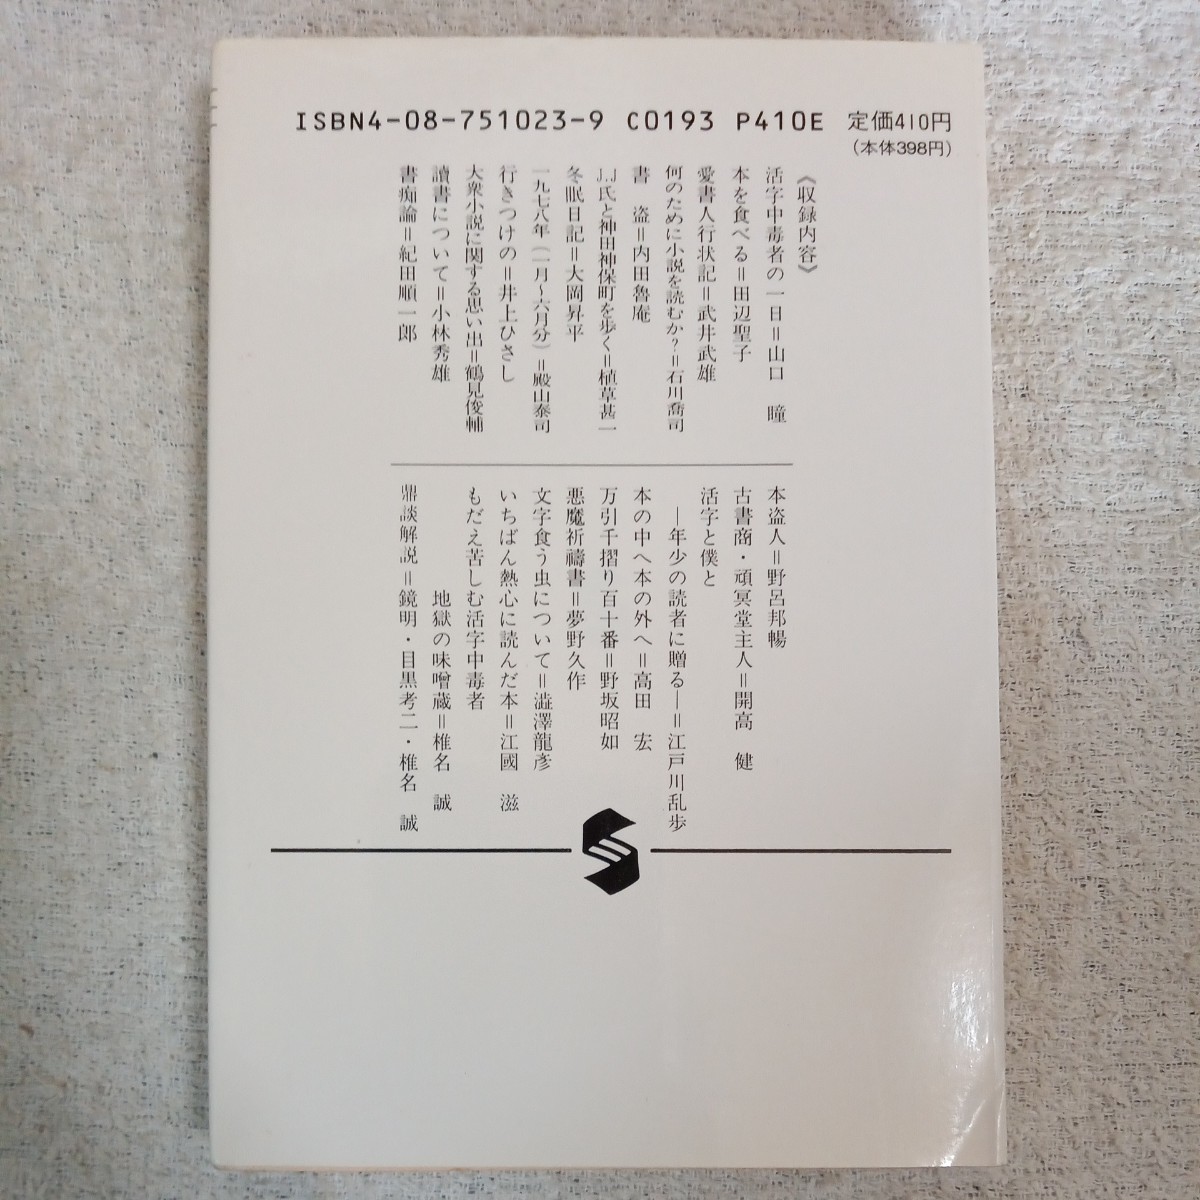 ISBN4-08-751023-9 C0193 P410E 定価410円
(本体398円)
《収録内容》
活字中毒者の一日＝山口　瞳
本を食べる＝田辺聖子
愛書人行状記＝武井武雄
何のために小説を読むか?＝石川喬司
書　盗＝内田魯庵
J・J氏と神田神保町を歩く＝植草甚一
冬眠日記＝大岡昇平
一九七八年(一月〜六月分)＝殿山泰司
行きつけの＝井上ひさし
大衆小説に関する思い出＝鶴見俊輔
讀書について＝小林秀雄
書痴論＝紀田順一郎
本盗人＝野呂邦暢
古書商・頑冥堂主人＝開高　健
活字と僕と
―年少の読者に贈る―＝江戸川乱歩
本の中へ本の外へ＝高田　宏
万引千摺り百十番＝野坂昭如
悪魔祈禱書＝夢野久作
文字食う虫について＝澁澤龍彦
いちばん熱心に読んだ本＝江國　滋
もだえ苦しむ活字中毒者
地獄の味噌蔵＝椎名　誠
鼎談解説＝鏡明・目黒考二・椎名　誠